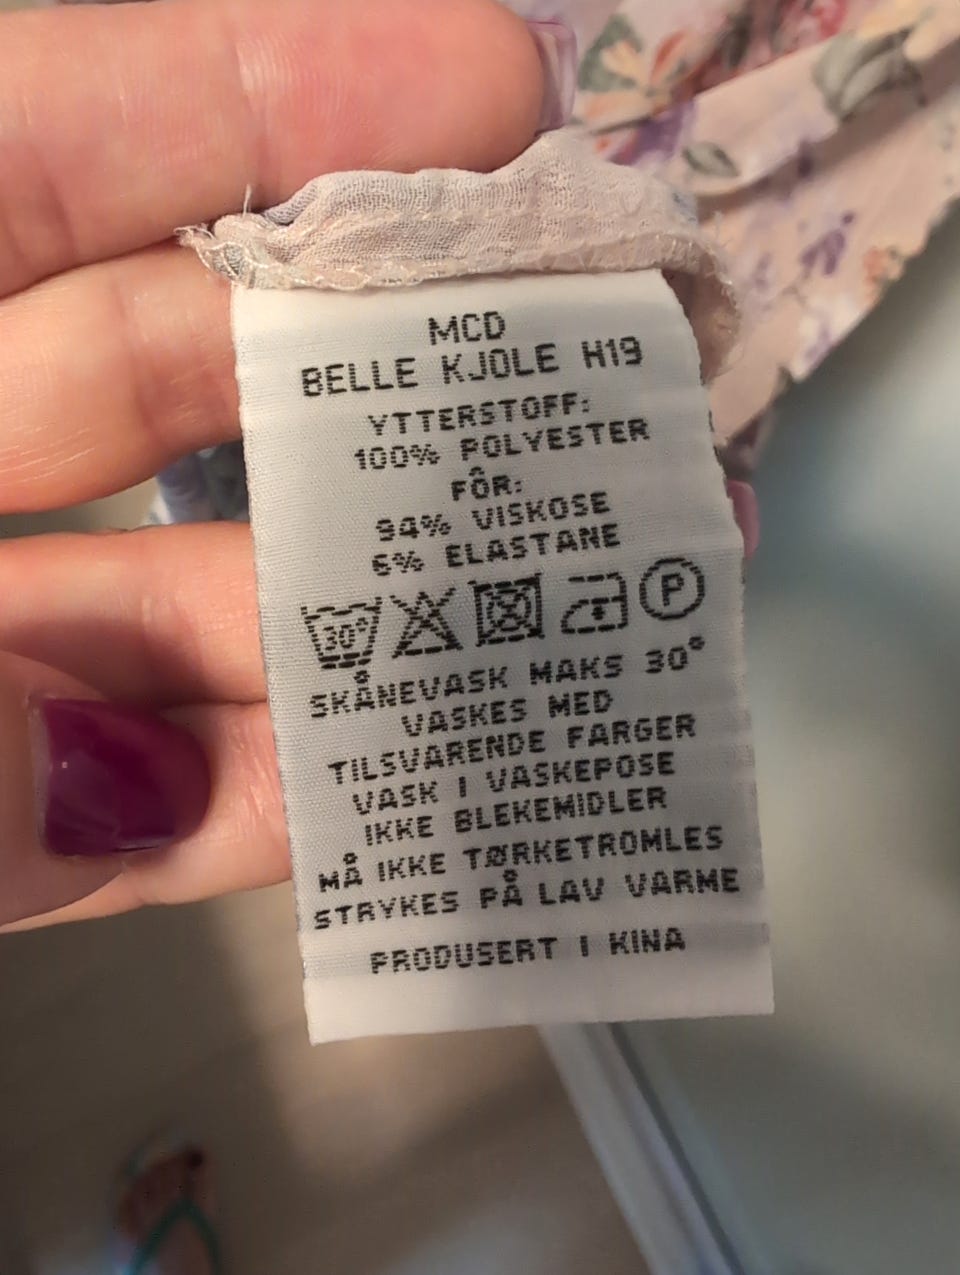 MCD
BELLE KJOLE H19
YTTERSTOFF:
100% POLYESTER
FÔR:
94% VISKOSE
6% ELASTANE
30° P
SKÅNEVASK MAKS 30°
VASKES MED
TILSVARENDE FARGER
VASK I VASKEPOSE
IKKE BLEKEMIDLER
MÅ IKKE TØRKETROMLES
STRYKES PÅ LAV VARME
PRODUSERT I KINA